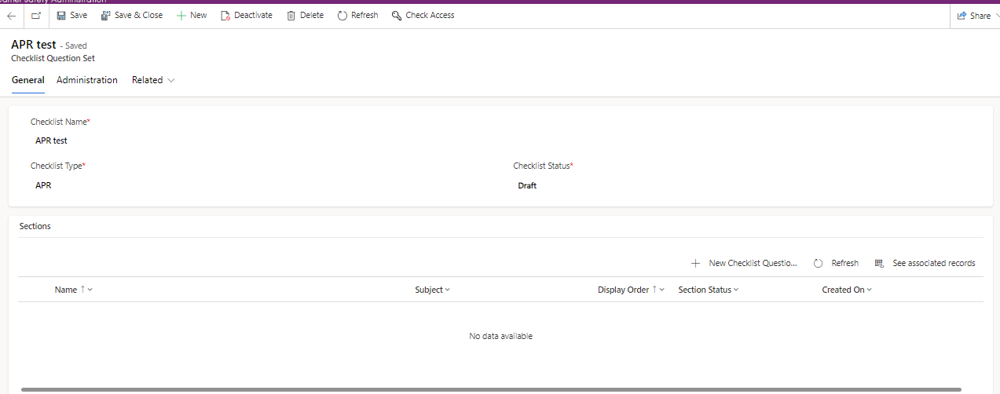 Safety Administration
Save
Save & Close
New
Deactivate
Delete
Refresh
Check Access
Share
APR test - Saved
Checklist Question Set
General
Administration
Related
Checklist Name*
APR test
Checklist Type*
Checklist Status*
APR
Draft
Sections
New Checklist Questio...
Refresh
See associated records
Name
Subject
Display Order
Section Status
Created On
No data available